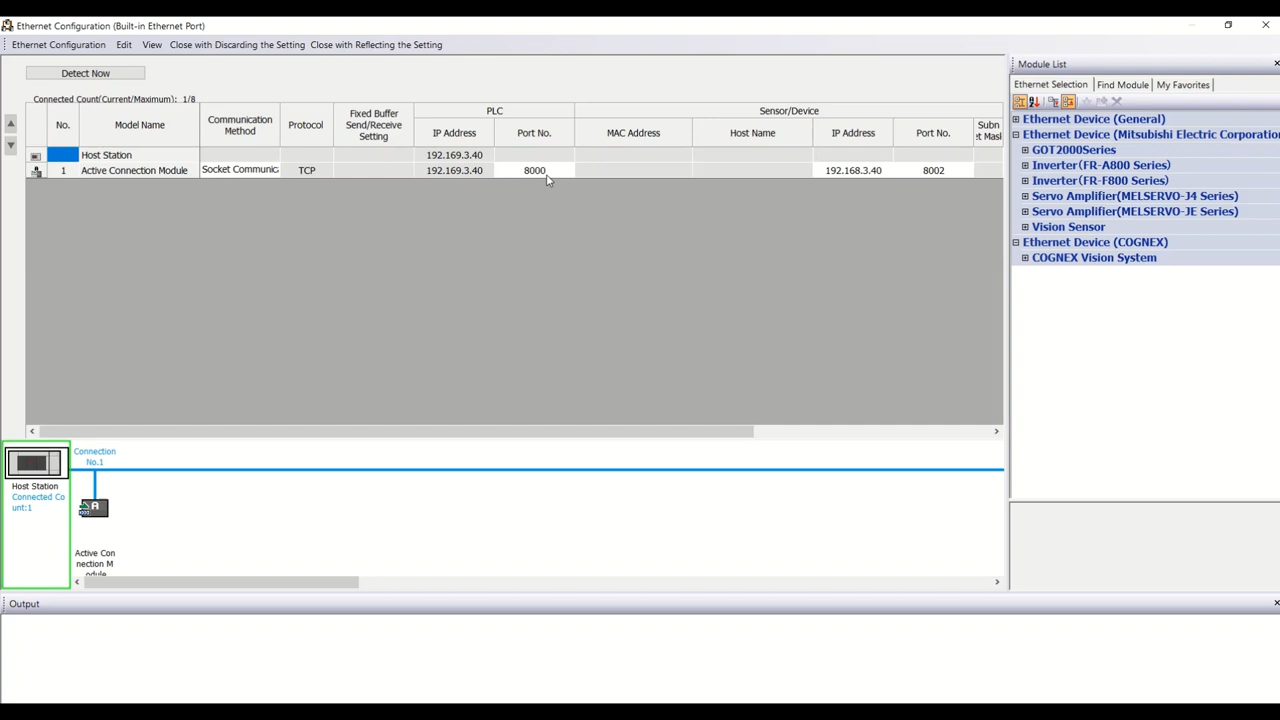 Ethernet Configuration (Built-in Ethernet Port)
Ethernet Configuration Edit View Close with Discarding the Setting Close with Reflecting the Setting
Detect Now
Connected Count(Current/Maximum): 1/8
No. Model Name Communication Method Protocol Fixed Buffer Send/Receive Setting PLC IP Address Port No. Sensor/Device MAC Address Host Name IP Address Port No. Subn et Mask
Host Station 192.169.3.40
1 Active Connection Module Socket Communica TCP 192.169.3.40 8000 192.168.3.40 8002
Connection
No.1
Host Station
Connected Co
unt:1
A
Active Con
nection M
odule
Module List
Ethernet Selection Find Module My Favorites
Ethernet Device (General)
Ethernet Device (Mitsubishi Electric Corporatio
GOT2000Series
Inverter(FR-A800 Series)
Inverter(FR-F800 Series)
Servo Amplifier(MELSERVO-J4 Series)
Servo Amplifier(MELSERVO-JE Series)
Vision Sensor
Ethernet Device (COGNEX)
COGNEX Vision System
Output